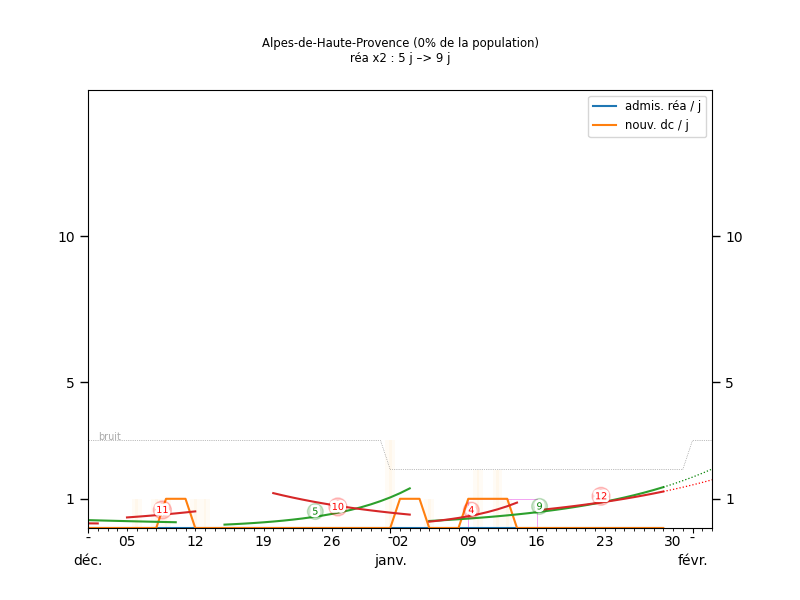 Alpes-de-Haute-Provence (0% de la population)
réa x2 : 5 j –> 9 j
admis. réa / j
nouv. dc / j
10 10
5 5
bruit
1 1
11 5 10 4 9 12
- 05 12 19 26 -02 09 16 23 30 -
déc. janv. févr.